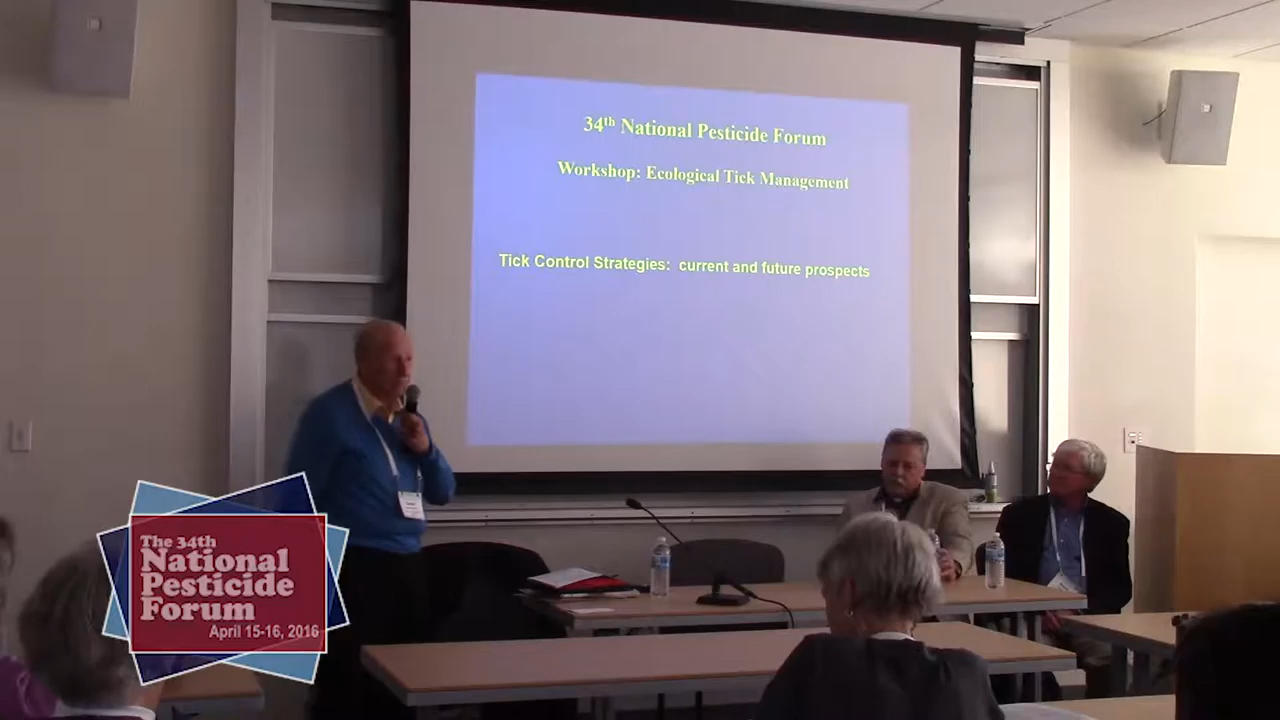 34th National Pesticide Forum
Workshop: Ecological Tick Management
Tick Control Strategies: current and future prospects
The 34th
National
Pesticide
Forum
April 15-16, 2016